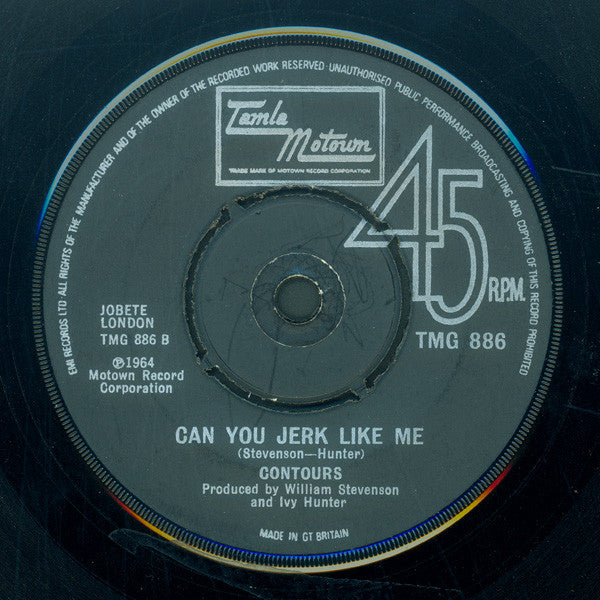 EMI RECORDS LTD ALL RIGHTS OF THE MANUFACTURER AND OF THE OWNER OF THE RECORDED WORK RESERVED·UNAUTHORISED PUBLIC PERFORMANCE BROADCASTING AND COPYING OF THIS RECORD PROHIBITED
Tamla
Motown
TRADE MARK OF MOTOWN RECORD CORPORATION
45
R.P.M.
TMG 886
JOBETE
LONDON
TMG 886 B
℗1964
Motown Record
Corporation
CAN YOU JERK LIKE ME
(Stevenson—Hunter)
CONTOURS
Produced by William Stevenson
and Ivy Hunter
MADE IN GT BRITAIN